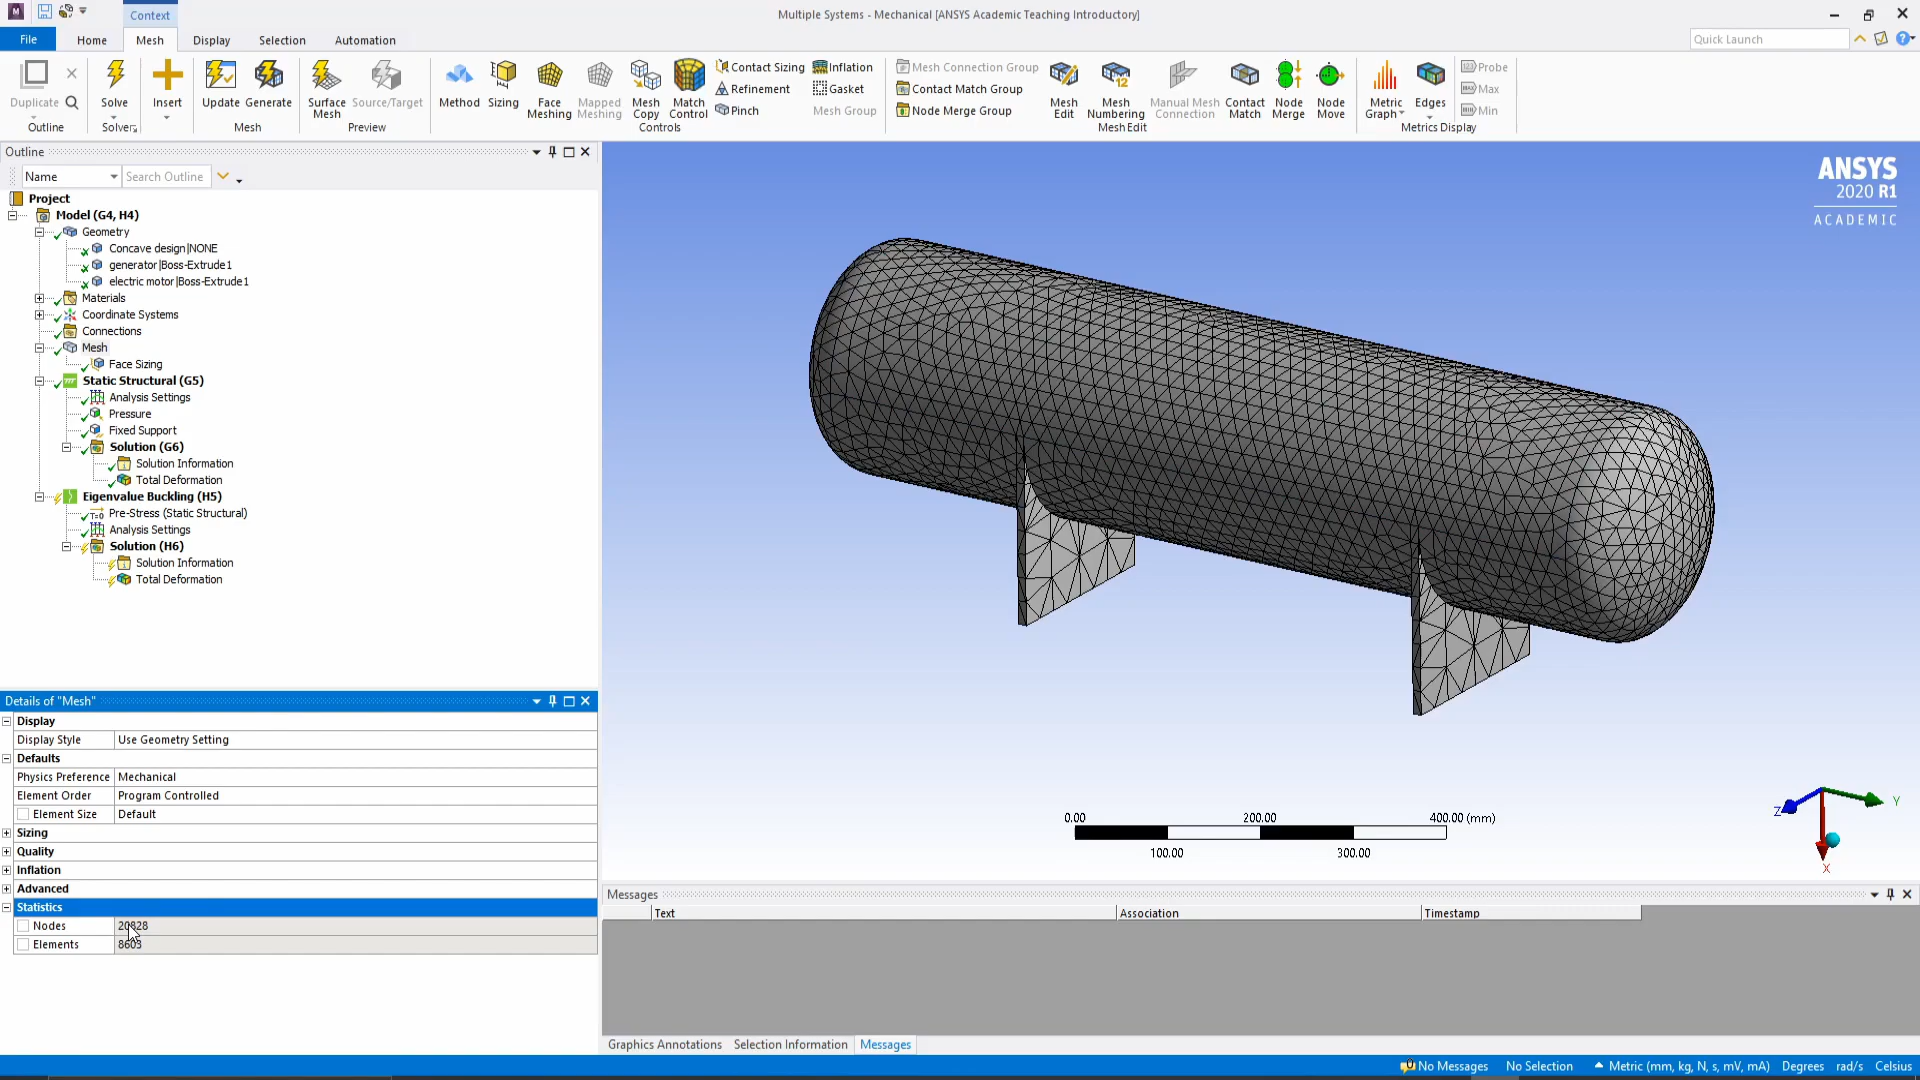 Context
Multiple Systems - Mechanical [ANSYS Academic Teaching Introductory]
File Home Mesh Display Selection Automation
Quick Launch
Duplicate
Outline
Solve
Solver
Insert
Update Generate
Mesh
Surface Mesh
Source/Target
Preview
Method Sizing Face Meshing Mapped Meshing Mesh Copy Match Control
Contact Sizing
Refinement
Pinch
Inflation
Gasket
Mesh Group
Controls
Mesh Connection Group
Contact Match Group
Node Merge Group
Mesh Edit Mesh Numbering Manual Mesh Connection Contact Match Node Merge Node Move
Mesh Edit
Metric Graph Edges
Probe
Max
Min
Metrics Display
Outline
Name Search Outline
Project
Model (G4, H4)
Geometry
Concave design|NONE
generator|Boss-Extrude1
electric motor|Boss-Extrude1
Materials
Coordinate Systems
Connections
Mesh
Face Sizing
Static Structural (G5)
Analysis Settings
Pressure
Fixed Support
Solution (G6)
Solution Information
Total Deformation
Eigenvalue Buckling (H5)
Pre-Stress (Static Structural)
Analysis Settings
Solution (H6)
Solution Information
Total Deformation
Details of "Mesh"
Display
Display Style Use Geometry Setting
Defaults
Physics Preference Mechanical
Element Order Program Controlled
Element Size Default
Sizing
Quality
Inflation
Advanced
Statistics
Nodes
Elements 8603
ANSYS
2020 R1
ACADEMIC
0.00 200.00 400.00 (mm)
100.00 300.00
Z Y
X
Messages
Text Association Timestamp
Graphics Annotations Selection Information Messages
No Messages No Selection Metric (mm, kg, N, s, mV, mA) Degrees rad/s Celsius